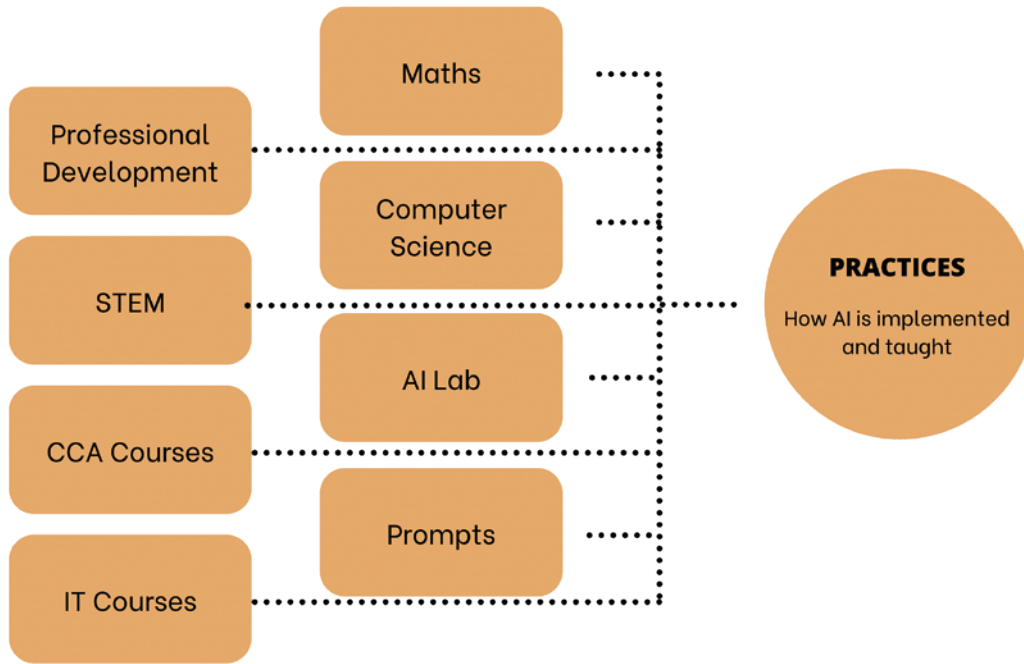 Maths
Professional
Development
Computer
Science
STEM
AI Lab
CCA Courses
Prompts
IT Courses
PRACTICES
How AI is implemented
and taught